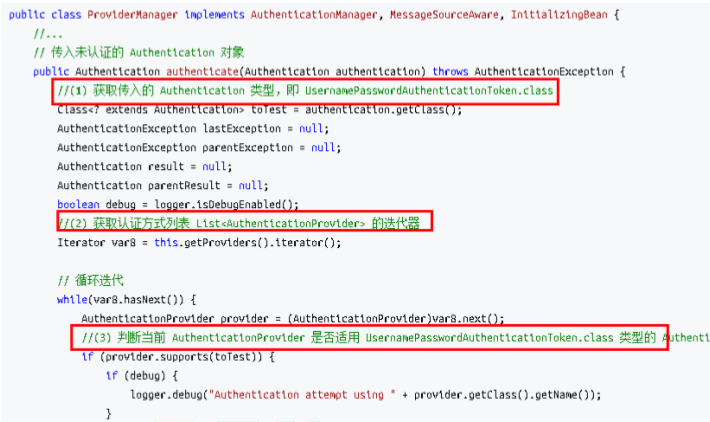 public class ProviderManager implements AuthenticationManager, MessageSourceAware, InitializingBean {
//...
// 传入未认证的 Authentication 对象
public Authentication authenticate(Authentication authentication) throws AuthenticationException {
//(1) 获取传入的 Authentication 类型，即 UsernamePasswordAuthenticationToken.class
Class<? extends Authentication> toTest = authentication.getClass();
AuthenticationException lastException = null;
AuthenticationException parentException = null;
Authentication result = null;
Authentication parentResult = null;
boolean debug = logger.isDebugEnabled();
//(2) 获取认证方式列表 List<AuthenticationProvider> 的迭代器
Iterator var8 = this.getProviders().iterator();
// 循环迭代
while(var8.hasNext()) {
AuthenticationProvider provider = (AuthenticationProvider)var8.next();
//(3) 判断当前 AuthenticationProvider 是否适用 UsernamePasswordAuthenticationToken.class 类型的 Authenti
if (provider.supports(toTest)) {
if (debug) {
logger.debug("Authentication attempt using " + provider.getClass().getName());
}